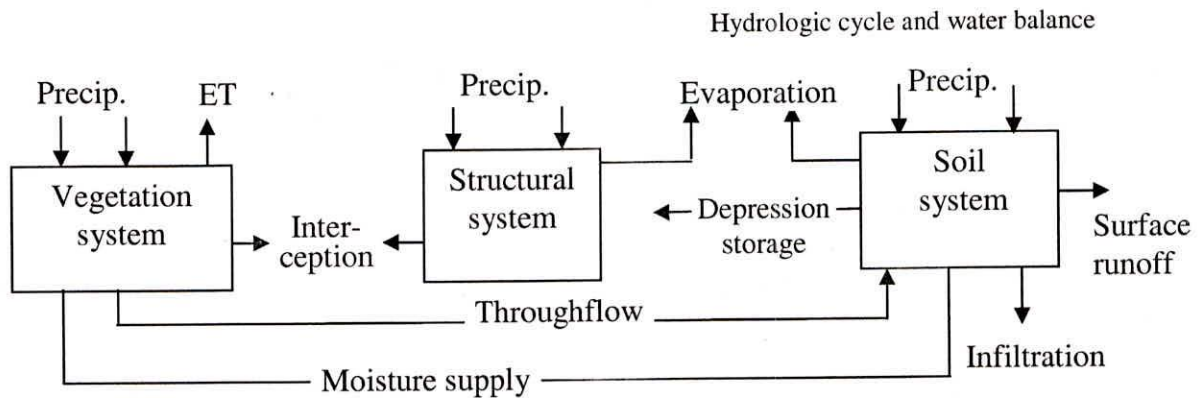 Hydrologic cycle and water balance
Precip.
ET
Precip.
Evaporation
Precip.
Vegetation
system
Structural
system
Soil
system
Inter-
ception
Depression
storage
Surface
runoff
Throughflow
Infiltration
Moisture supply